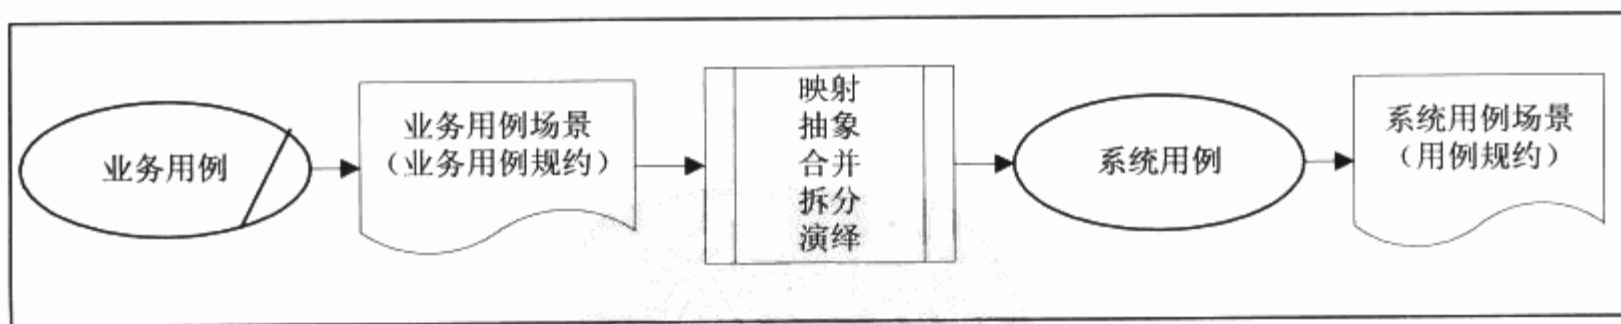 业务用例
业务用例场景
（业务用例规约）
映射
抽象
合并
拆分
演绎
系统用例
系统用例场景
（用例规约）